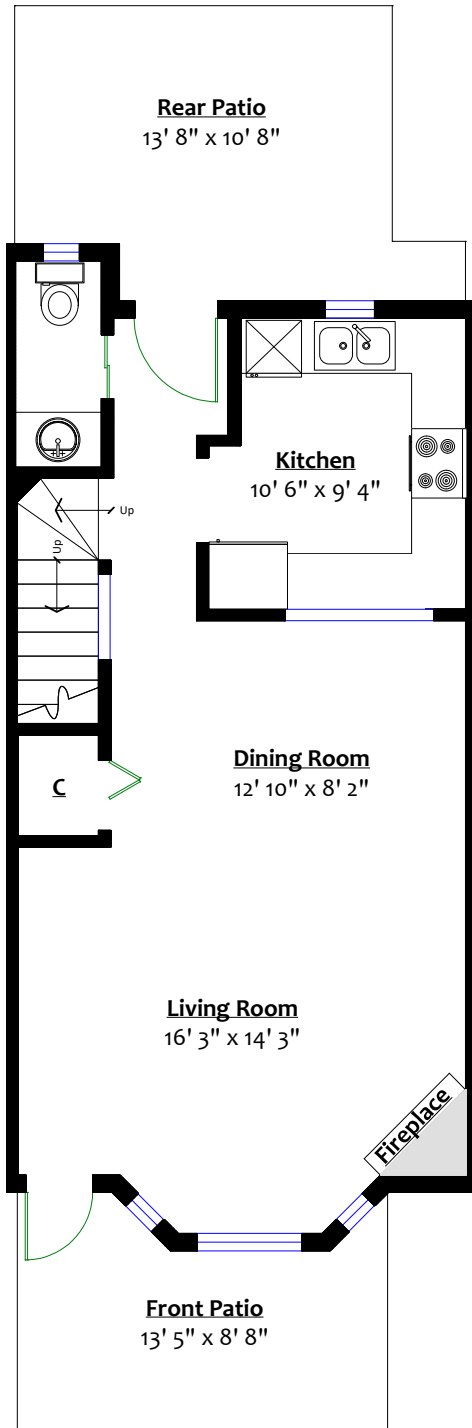 Rear Patio
13' 8" x 10' 8"
Kitchen
10' 6" x 9' 4"
Up
Up
Dining Room
12' 10" x 8' 2"
C
Living Room
16' 3" x 14' 3"
Fireplace
Front Patio
13' 5" x 8' 8"